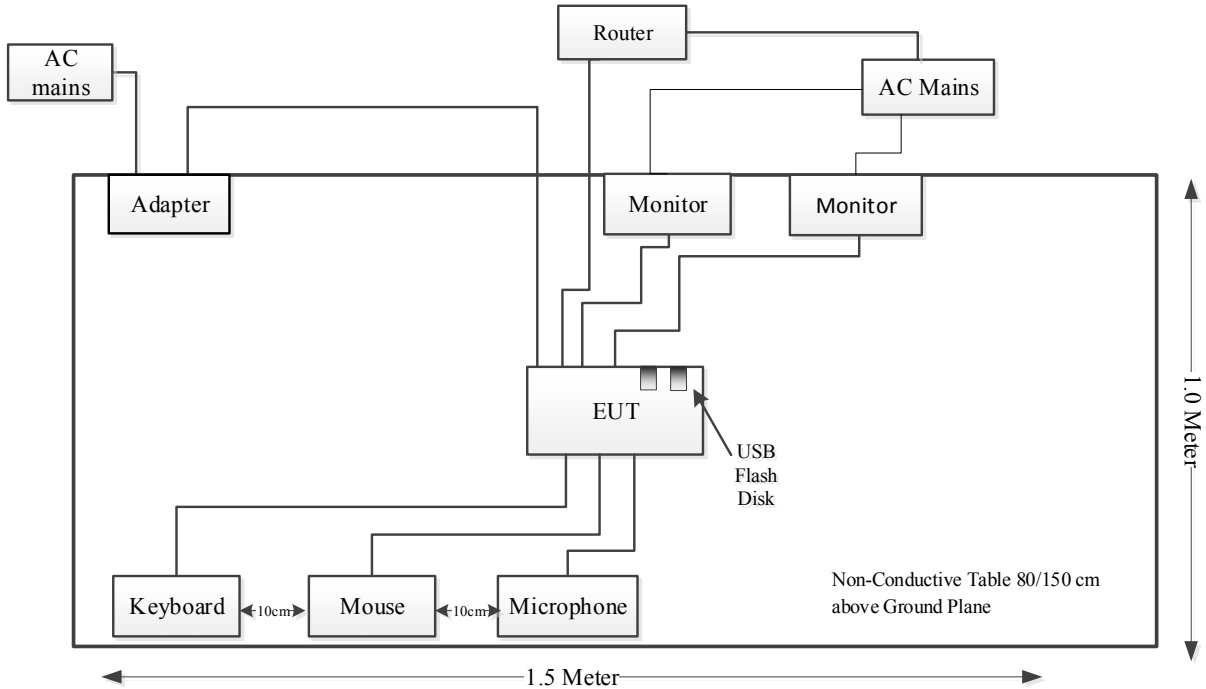 Router
AC
mains
AC Mains
Adapter
Monitor
Monitor
EUT
USB
Flash
Disk
1.0 Meter
Non-Conductive Table 80/150 cm
above Ground Plane
Keyboard
10cm
Mouse
10cm
Microphone
1.5 Meter